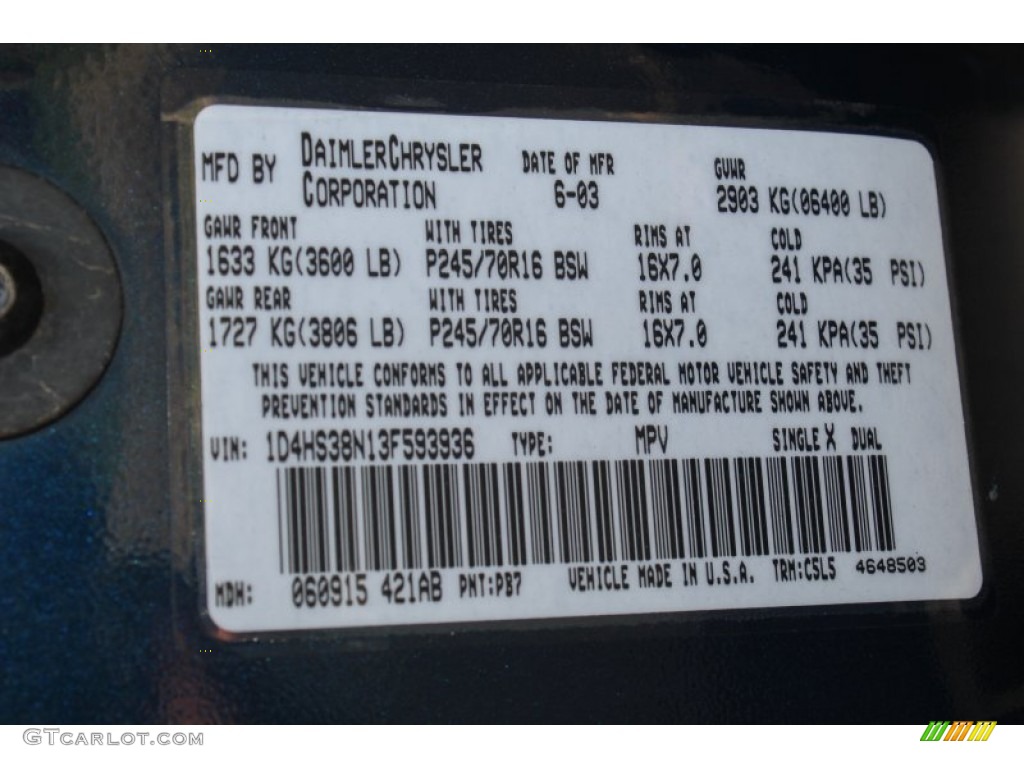 MFD BY DAIMLERCHRYSLER CORPORATION DATE OF MFR 6-03 GVWR 2903 KG(06400 LB)
GAWR FRONT WITH TIRES RIMS AT COLD
1633 KG(3600 LB) P245/70R16 BSW 16X7.0 241 KPA(35 PSI)
GAWR REAR WITH TIRES RIMS AT COLD
1727 KG(3806 LB) P245/70R16 BSW 16X7.0 241 KPA(35 PSI)
THIS VEHICLE CONFORMS TO ALL APPLICABLE FEDERAL MOTOR VEHICLE SAFETY AND THEFT
PREVENTION STANDARDS IN EFFECT ON THE DATE OF MANUFACTURE SHOWN ABOVE.
VIN: 1D4HS38N13F593936 TYPE: MPV SINGLE X DUAL
MDH: 060915 421AB PNT:PB7 VEHICLE MADE IN U.S.A. TRM:C5L5 4648503
GTCARLOT.COM